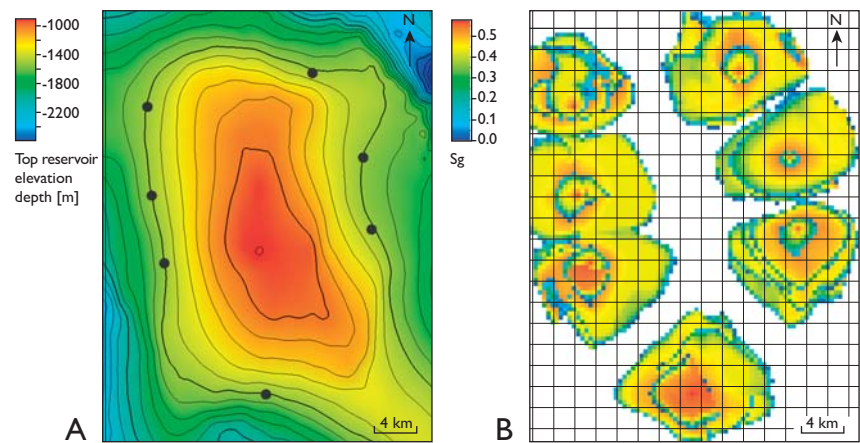 -1000
-1400
-1800
-2200
Top reservoir
elevation
depth [m]
N
4 km
A
0.5
0.4
0.3
0.2
0.1
0.0
Sg
N
4 km
B